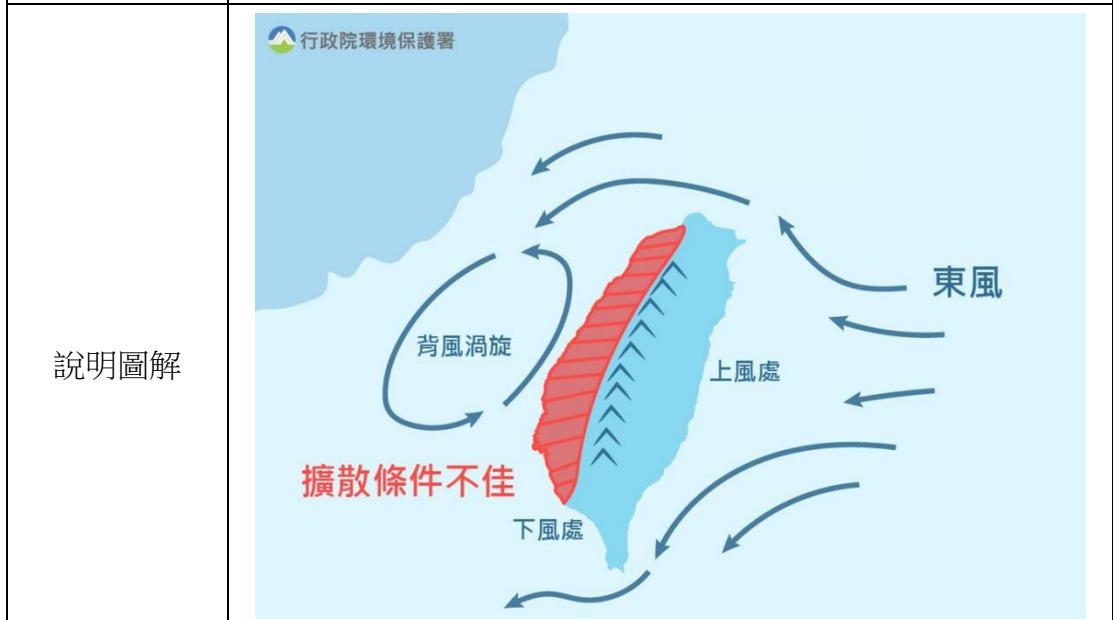 行政院環境保護署
東風
說明圖解
背風渦旋
上風處
擴散條件不佳
下風處